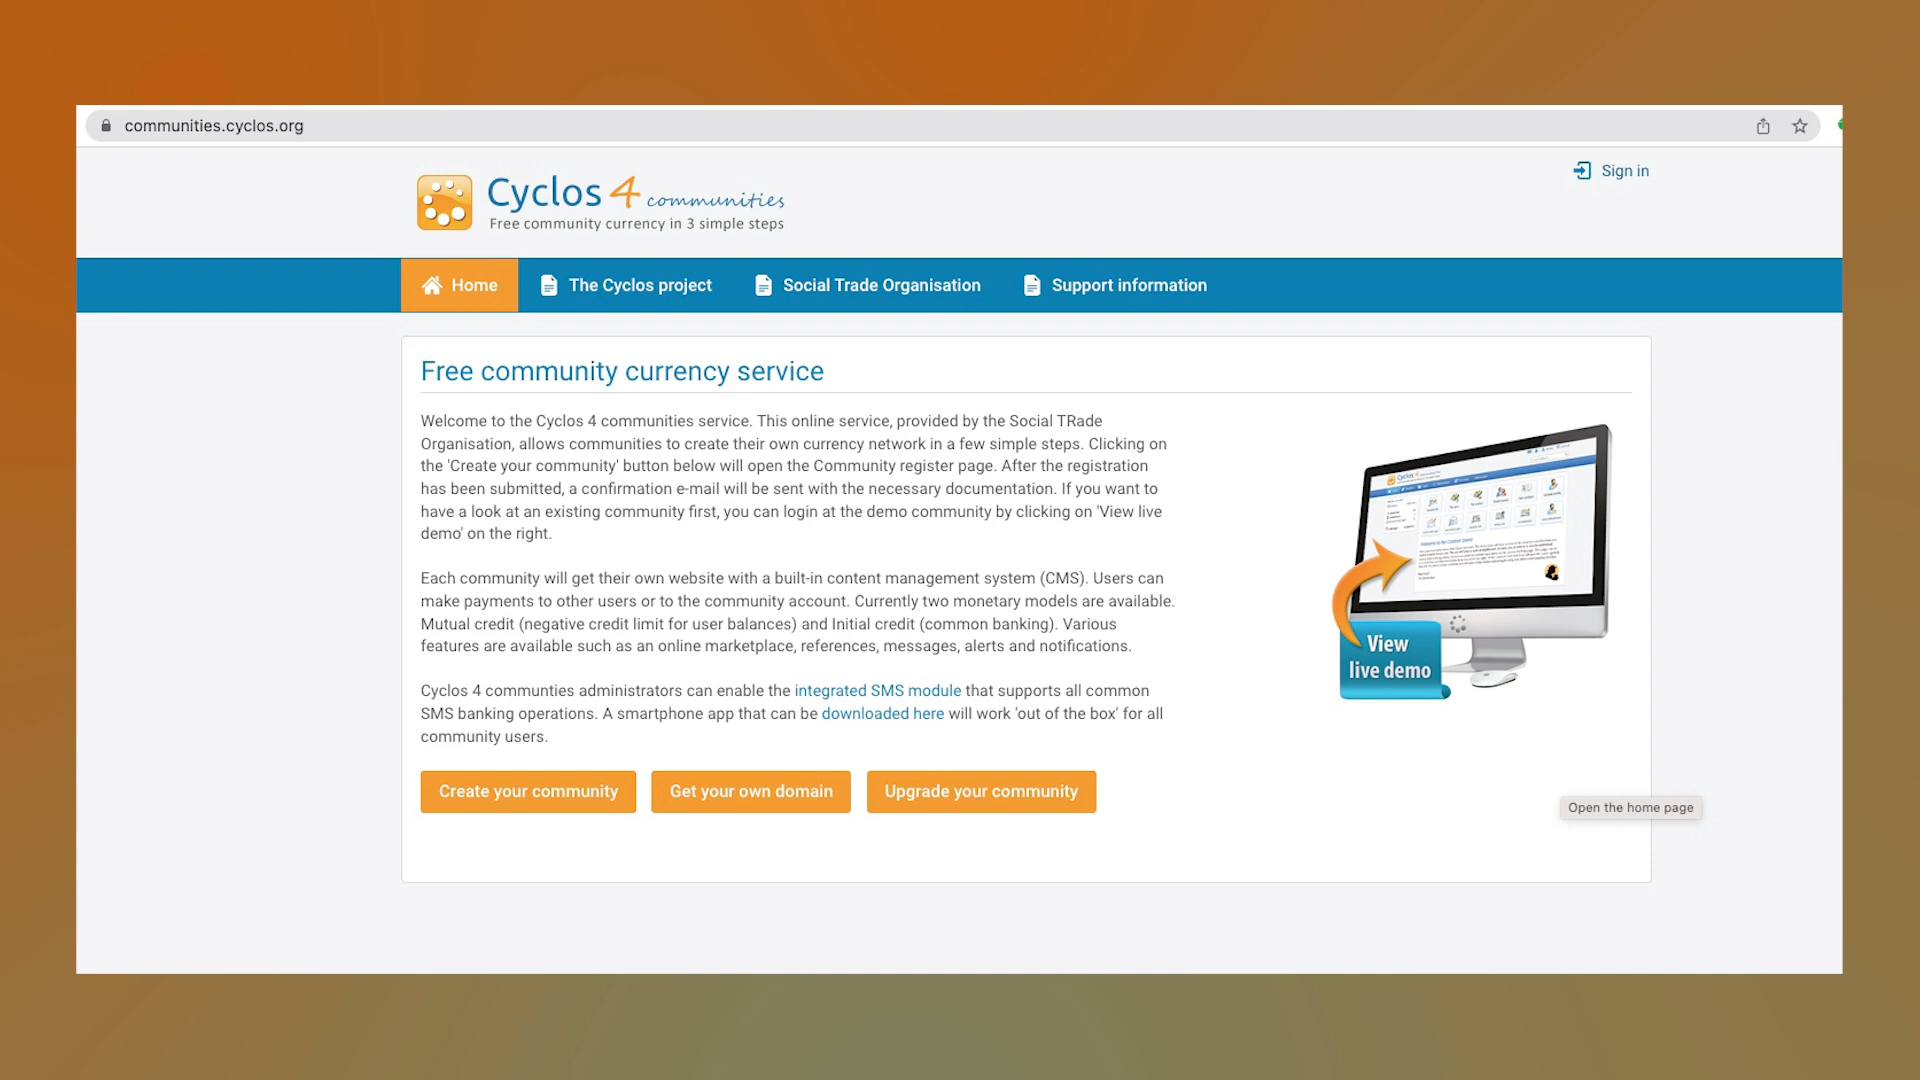 communities.cyclos.org
Sign in
Cyclos 4 communities
Free community currency in 3 simple steps
Home
The Cyclos project
Social Trade Organisation
Support information
Free community currency service
Welcome to the Cyclos 4 communities service. This online service, provided by the Social TRade
Organisation, allows communities to create their own currency network in a few simple steps. Clicking on
the 'Create your community' button below will open the Community register page. After the registration
has been submitted, a confirmation e-mail will be sent with the necessary documentation. If you want to
have a look at an existing community first, you can login at the demo community by clicking on 'View live
demo' on the right.
Each community will get their own website with a built-in content management system (CMS). Users can
make payments to other users or to the community account. Currently two monetary models are available.
Mutual credit (negative credit limit for user balances) and Initial credit (common banking). Various
features are available such as an online marketplace, references, messages, alerts and notifications.
Cyclos 4 communties administrators can enable the integrated SMS module that supports all common
SMS banking operations. A smartphone app that can be downloaded here will work 'out of the box' for all
community users.
View
live demo
Create your community
Get your own domain
Upgrade your community
Open the home page